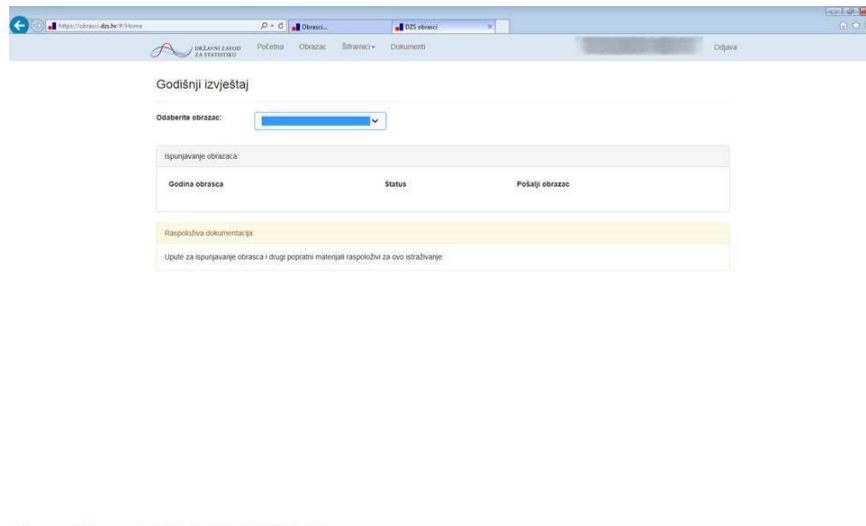 https://obrasci.dzs.hr/#/Home
Obrasci...
DZS obrasci
DRŽAVNI ZAVOD
ZA STATISTIKU
Početna Obrazac Šifrarnici Dokumenti Odjava
Godišnji izvještaj
Odaberite obrazac:
Ispunjavanje obrazaca:
Godina obrasca Status Pošalji obrazac
Raspoloživa dokumentacija:
Upute za ispunjavanje obrasca i drugi popratni materijali raspoloživi za ovo istraživanje: